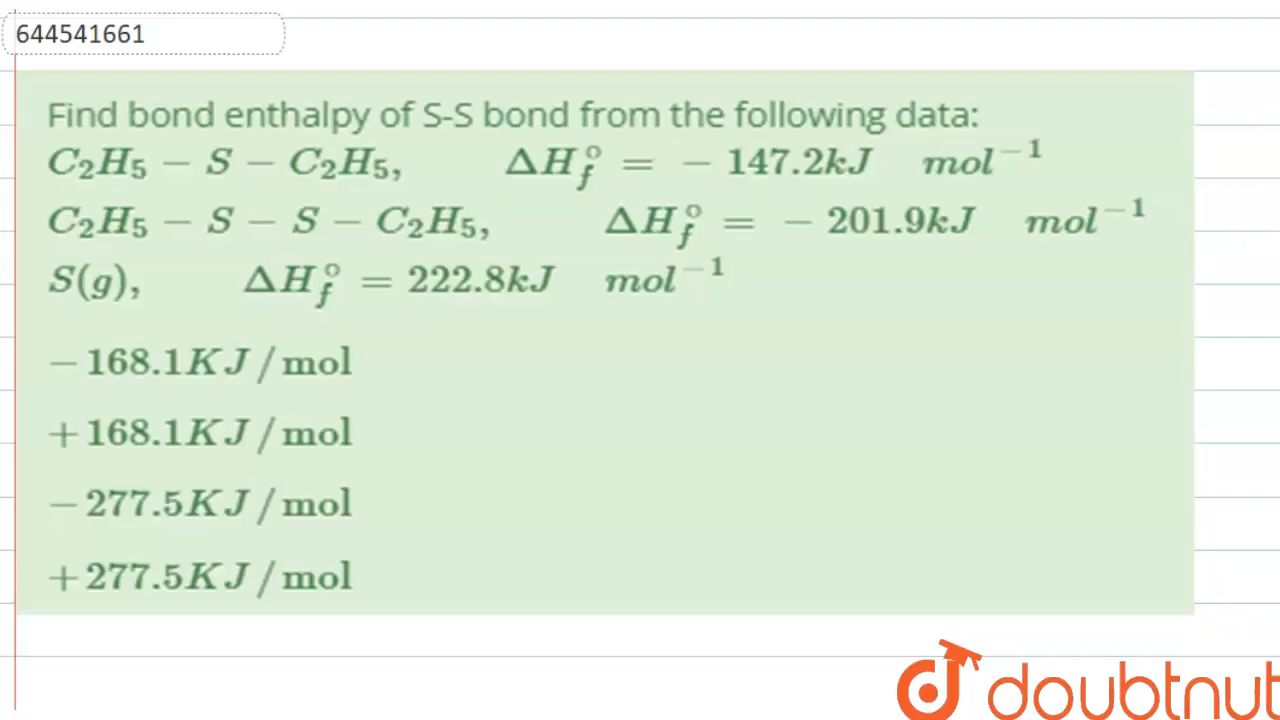 644541661
Find bond enthalpy of S-S bond from the following data:
C₂H₅ − S − C₂H₅, ΔH°f = − 147.2kJ mol⁻¹
C₂H₅ − S − S − C₂H₅, ΔH°f = − 201.9kJ mol⁻¹
S(g), ΔH°f = 222.8kJ mol⁻¹
−168.1KJ/mol
+168.1KJ/mol
−277.5KJ/mol
+277.5KJ/mol
doubtnut